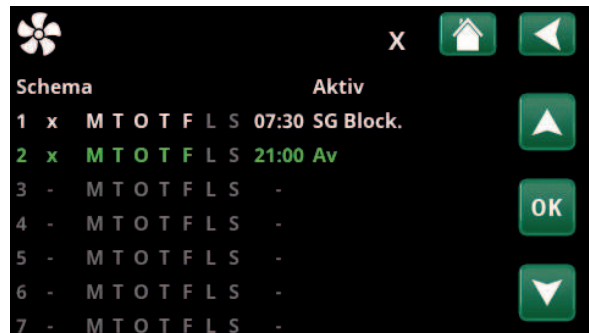 X
Schema Aktiv
1 x M T O T F L S 07:30 SG Block.
2 x M T O T F L S 21:00 Av
3 - M T O T F L S -
4 - M T O T F L S -
OK
5 - M T O T F L S -
6 - M T O T F L S -
7 - M T O T F L S -